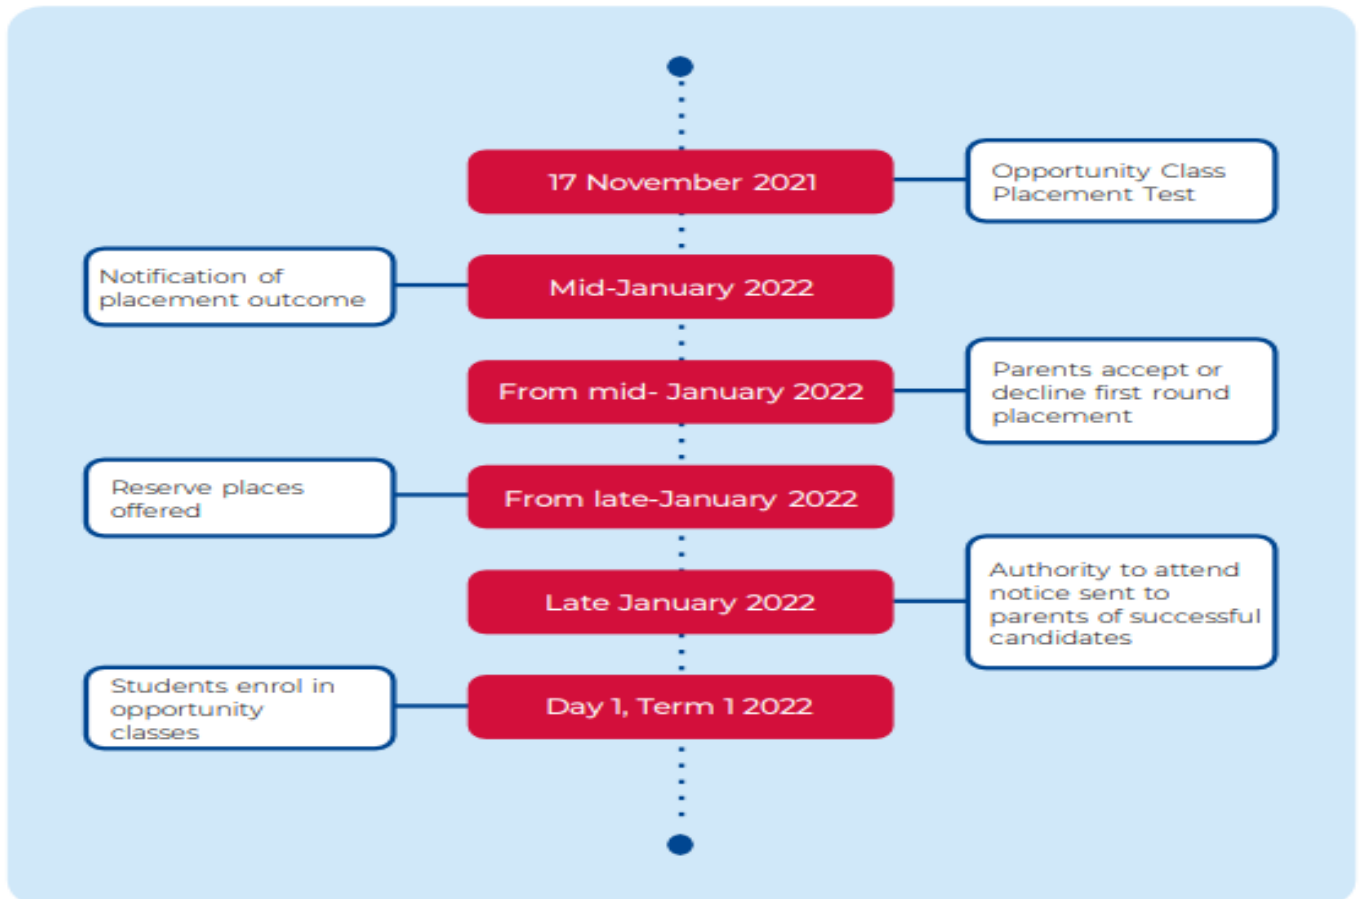 17 November 2021
Opportunity Class
Placement Test
Notification of
placement outcome
Mid-January 2022
From mid- January 2022
Parents accept or
decline first round
placement
Reserve places
offered
From late-January 2022
Late January 2022
Authority to attend
notice sent to
parents of successful
candidates
Students enrol in
opportunity
classes
Day 1, Term 1 2022